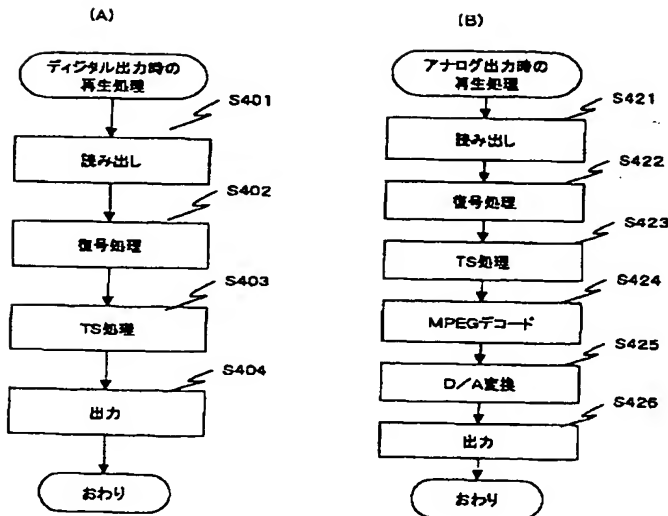 (A)
ディジタル出力時の
再生処理
S401
読み出し
S402
復号処理
S403
TS処理
S404
出力
おわり
(B)
アナログ出力時の
再生処理
S421
読み出し
S422
復号処理
S423
TS処理
S424
MPEGデコード
S425
D/A変換
S426
出力
おわり